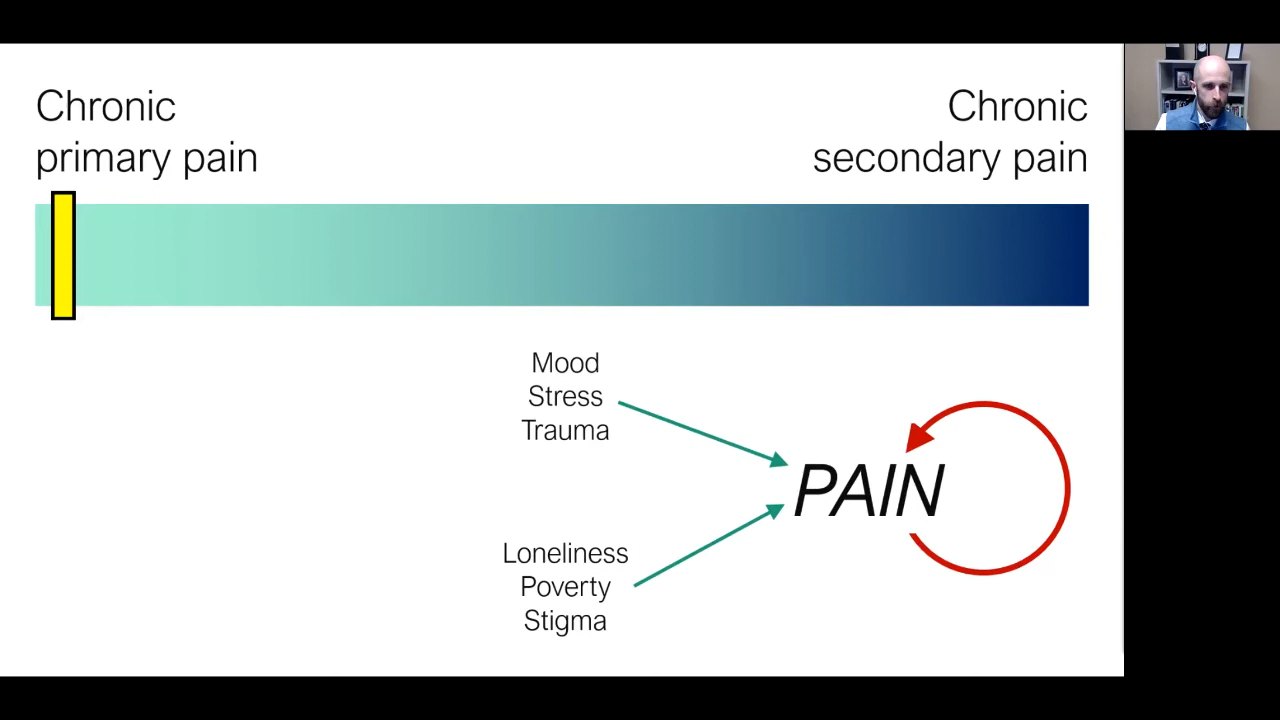 Chronic
primary pain
Chronic
secondary pain
Mood
Stress
Trauma
PAIN
Loneliness
Poverty
Stigma